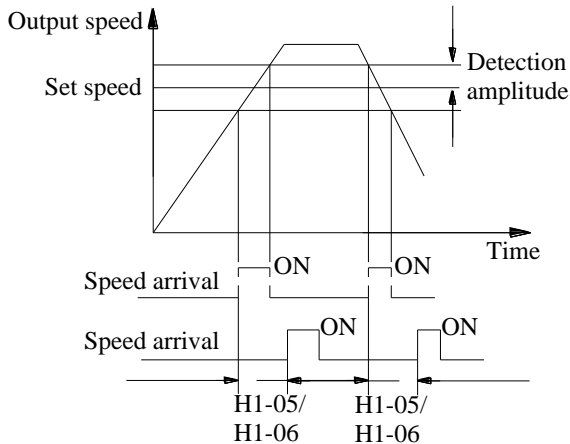 Output speed
Detection
amplitude
Set speed
Time
ON
ON
Speed arrival
ON
ON
Speed arrival
H1-05/
H1-06
H1-05/
H1-06